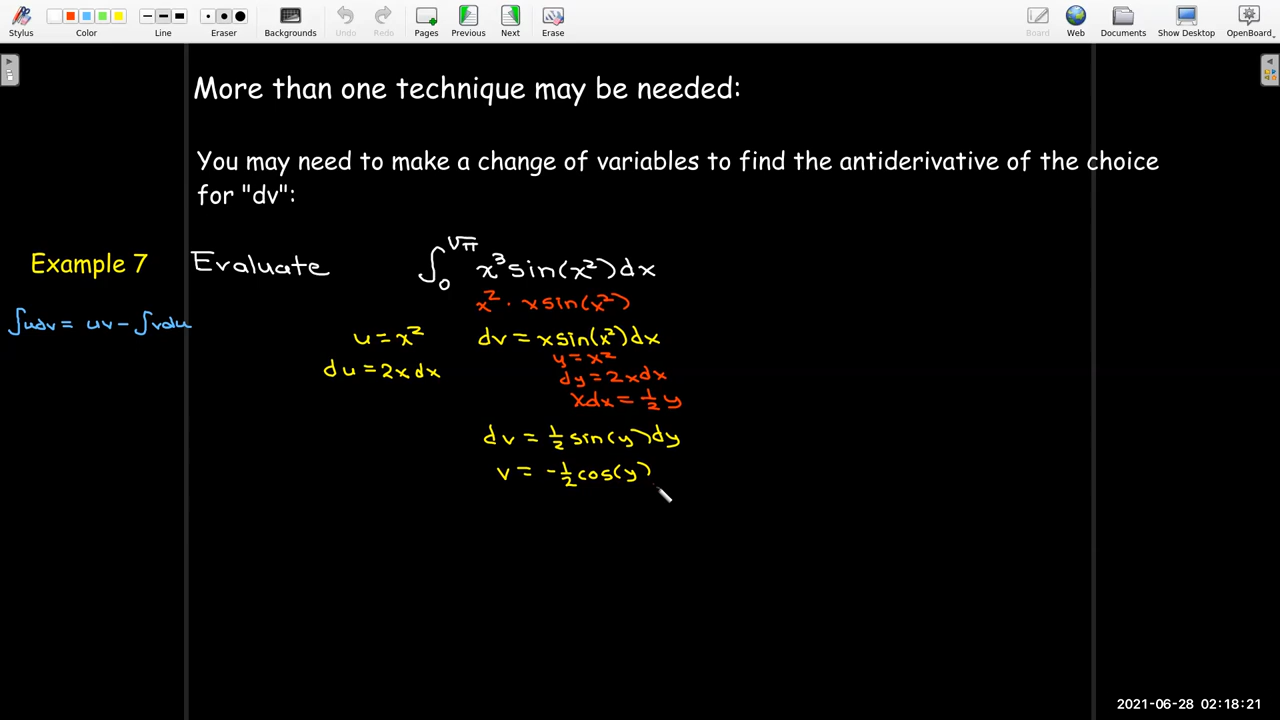 Stylus Color Line Eraser Backgrounds Undo Redo Pages Previous Next Erase Board Web Documents Show Desktop OpenBoard
More than one technique may be needed:
You may need to make a change of variables to find the antiderivative of the choice
for "dv":
Example 7 Evaluate ∫₀^√π x³sin(x²)dx
x² · xsin(x²)
∫udv = uv - ∫vdu
u = x² dv = xsin(x²)dx
y = x²
du = 2xdx dy = 2xdx
xdx = ½y
dv = ½sin(y)dy
v = -½cos(y)
2021-06-28 02:18:21